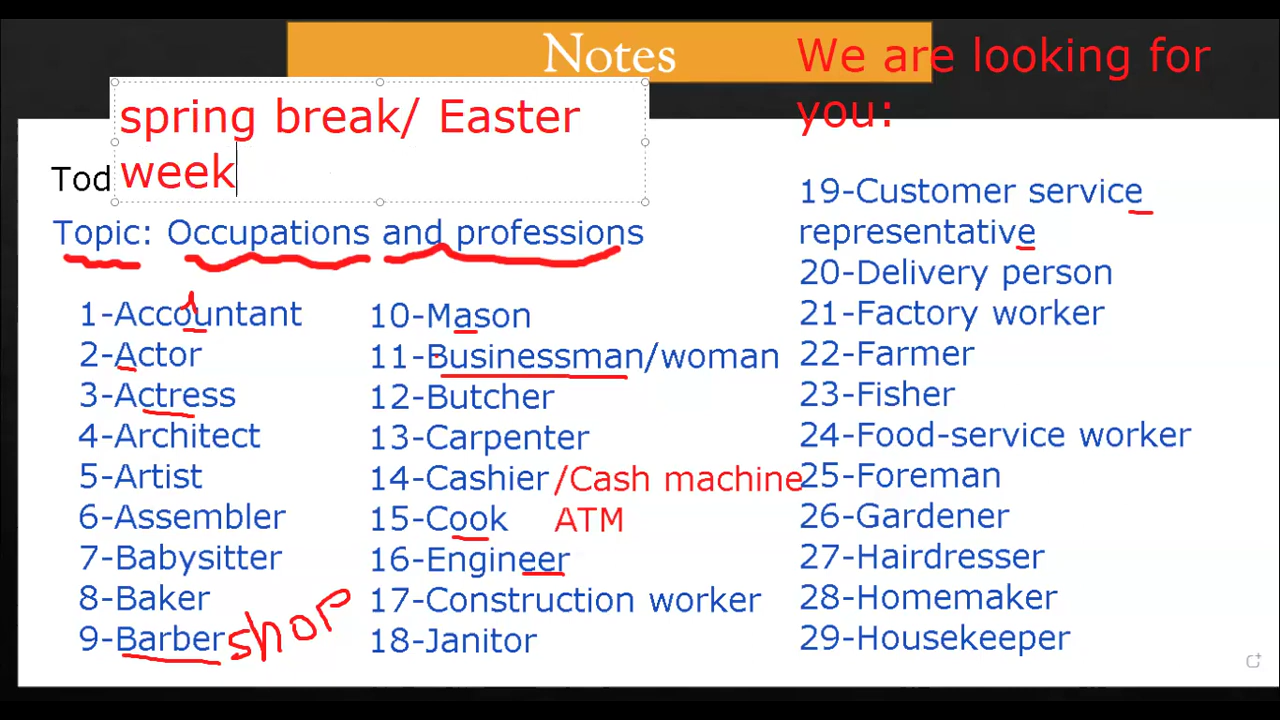 Notes
We are looking for
you:
spring break/ Easter
week
Tod
Topic: Occupations and professions
1-Accountant
2-Actor
3-Actress
4-Architect
5-Artist
6-Assembler
7-Babysitter
8-Baker
9-Barber shop
10-Mason
11-Businessman/woman
12-Butcher
13-Carpenter
14-Cashier /Cash machine
15-Cook ATM
16-Engineer
17-Construction worker
18-Janitor
19-Customer service
representative
20-Delivery person
21-Factory worker
22-Farmer
23-Fisher
24-Food-service worker
25-Foreman
26-Gardener
27-Hairdresser
28-Homemaker
29-Housekeeper